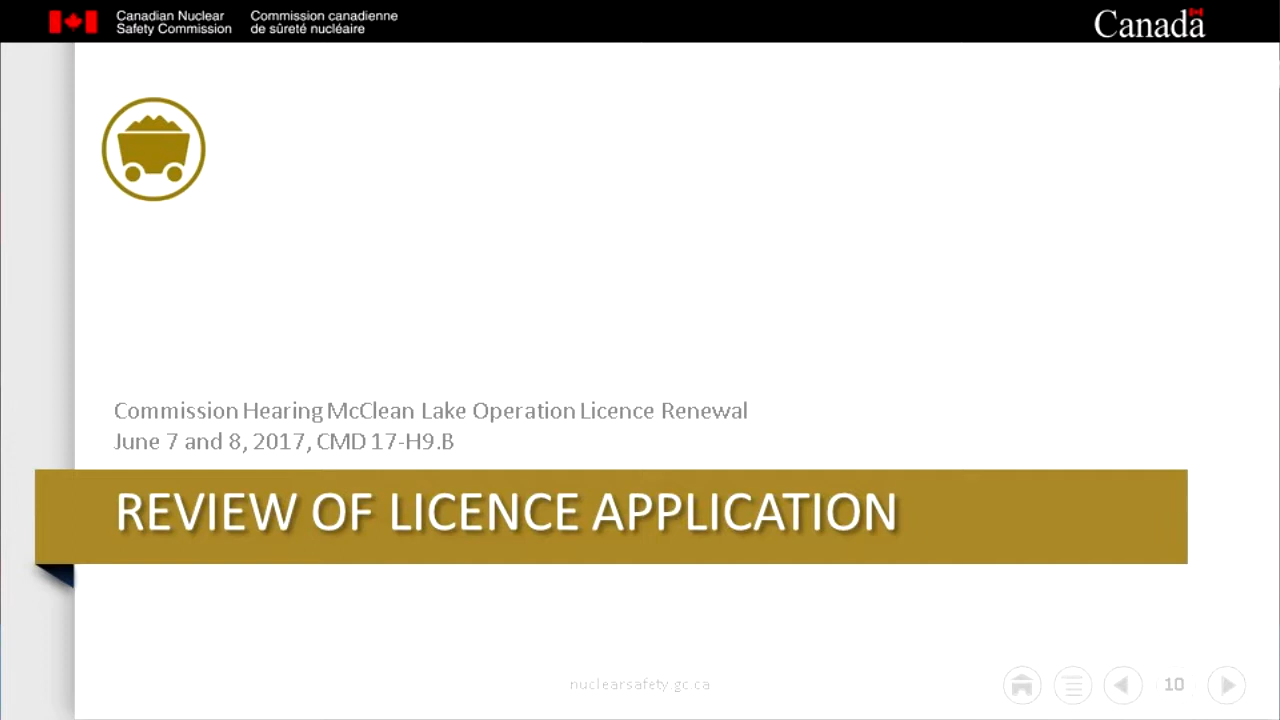 Canadian Nuclear
Safety Commission
Commission canadienne
de sûreté nucléaire
Canada
Commission Hearing McClean Lake Operation Licence Renewal
June 7 and 8, 2017, CMD 17-H9.B
REVIEW OF LICENCE APPLICATION
nuclearsafety.gc.ca
10